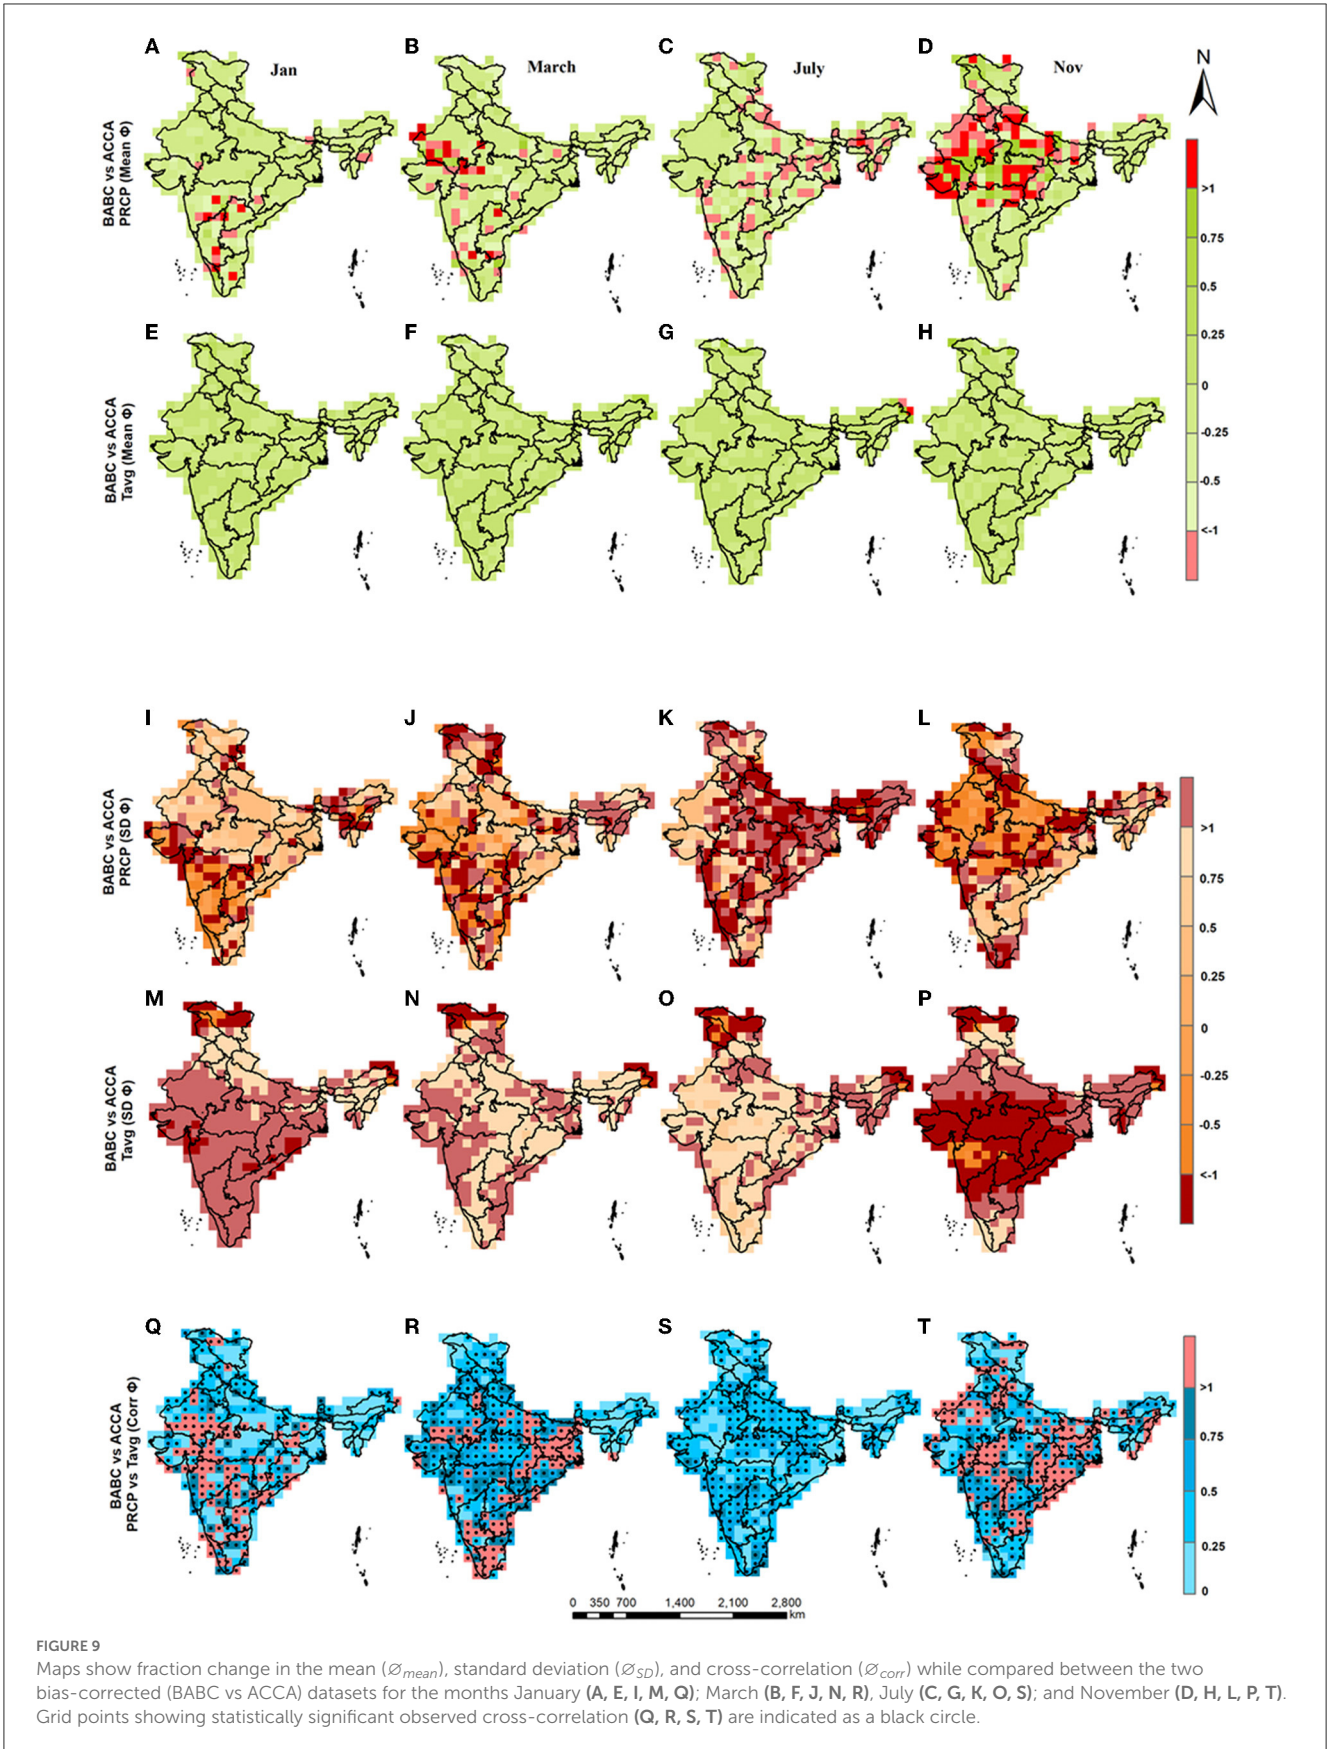 A
B
C
D
Jan
March
July
Nov
N
BABC vs ACCA
PRCP (Mean Φ)
>1
0.75
0.5
0.25
0
-0.25
-0.5
<-1
E
F
G
H
BABC vs ACCA
Tavg (Mean Φ)
I
J
K
L
BABC vs ACCA
PRCP (SD Φ)
>1
0.75
0.5
0.25
0
-0.25
-0.5
<-1
M
N
O
P
BABC vs ACCA
Tavg (SD Φ)
Q
R
S
T
BABC vs ACCA
PRCP vs Tavg (Corr Φ)
>1
0.75
0.5
0.25
0
0 350 700 1,400 2,100 2,800
km
FIGURE 9
Maps show fraction change in the mean (∅mean), standard deviation (∅SD), and cross-correlation (∅corr) while compared between the two
bias-corrected (BABC vs ACCA) datasets for the months January (A, E, I, M, Q); March (B, F, J, N, R), July (C, G, K, O, S); and November (D, H, L, P, T).
Grid points showing statistically significant observed cross-correlation (Q, R, S, T) are indicated as a black circle.